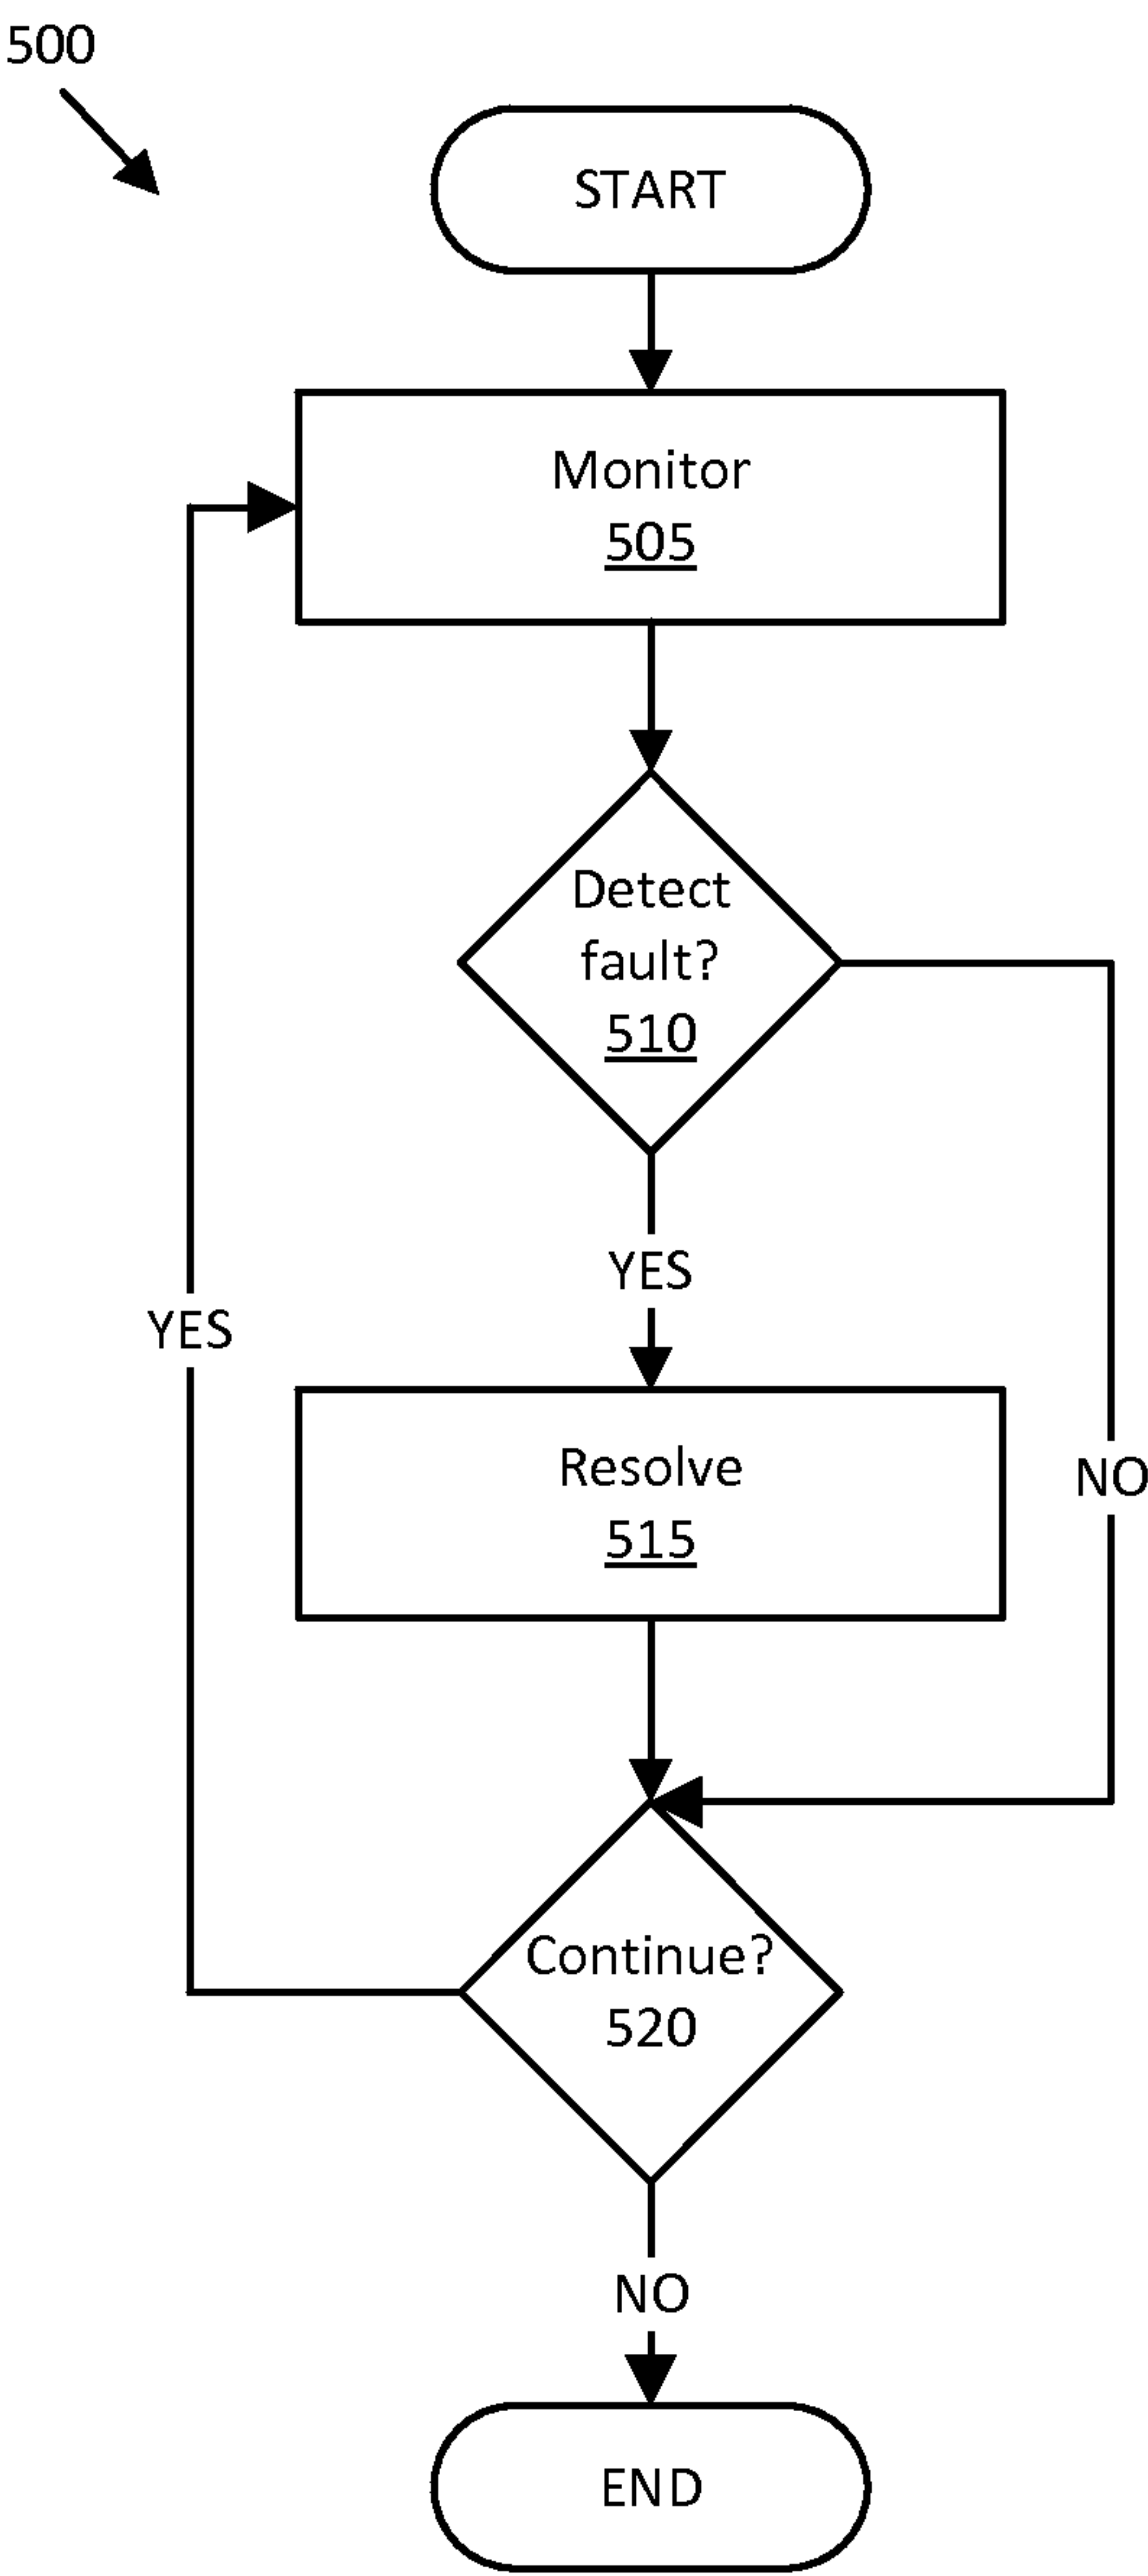 500
START
Monitor
505
Detect
fault?
510
YES
YES
Resolve
515
NO
Continue?
520
NO
END